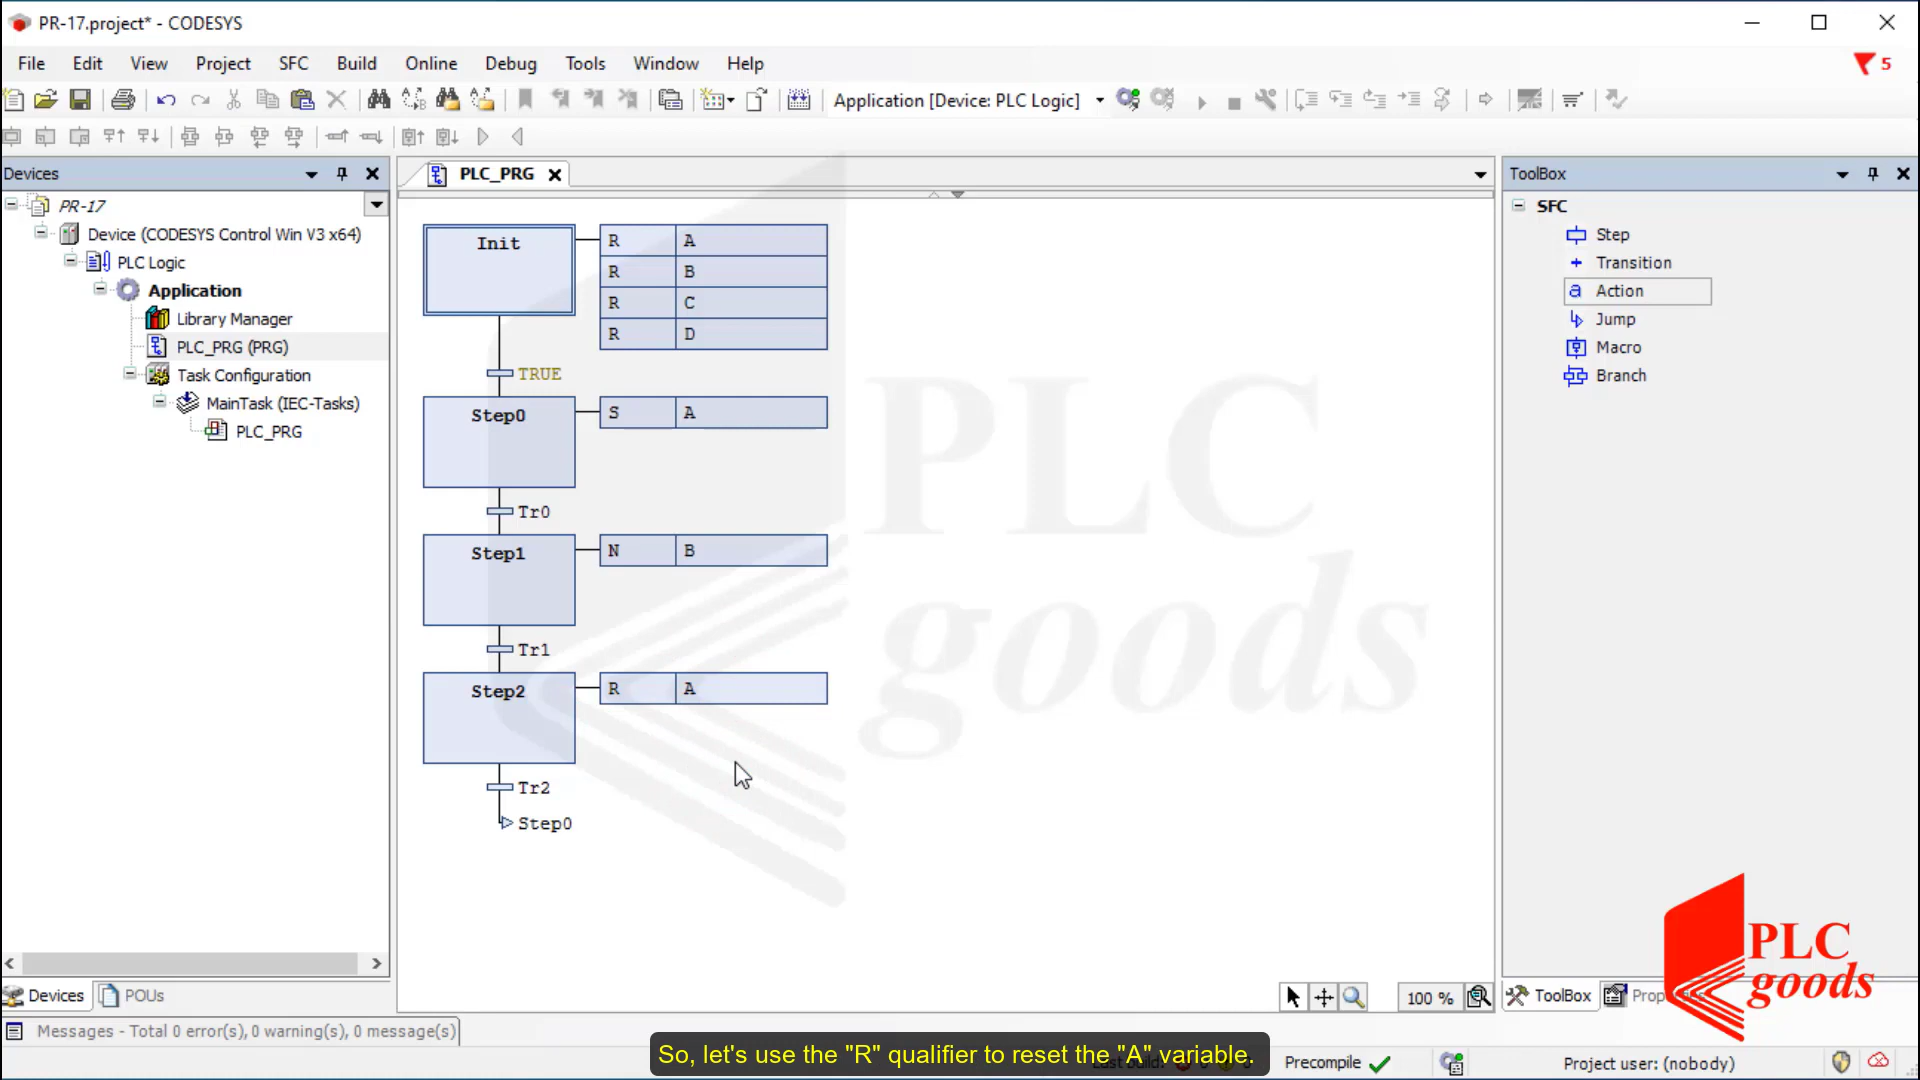 PR-17.project* - CODESYS
File Edit View Project SFC Build Online Debug Tools Window Help
5
Application [Device: PLC Logic]
Devices
PR-17
Device (CODESYS Control Win V3 x64)
PLC Logic
Application
Library Manager
PLC_PRG (PRG)
Task Configuration
MainTask (IEC-Tasks)
PLC_PRG
Devices POUs
PLC_PRG
Init
R A
R B
R C
R D
TRUE
Step0
S A
Tr0
Step1
N B
Tr1
Step2
R A
Tr2
Step0
PLC
goods
100 %
ToolBox
SFC
Step
Transition
Action
Jump
Macro
Branch
ToolBox
PLC
goods
Messages - Total 0 error(s), 0 warning(s), 0 message(s)
So, let's use the "R" qualifier to reset the "A" variable.
Precompile
Project user: (nobody)